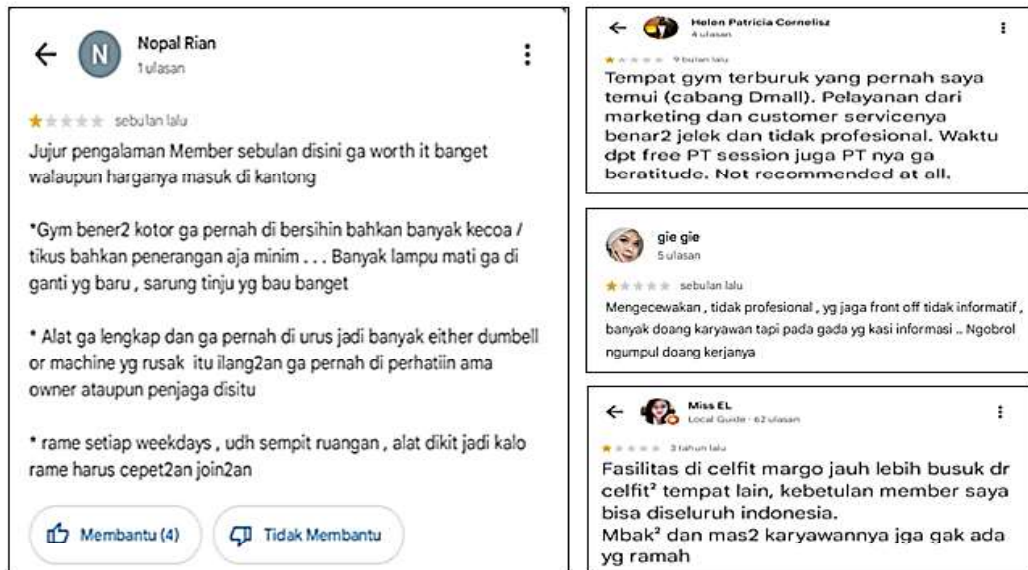 N
Nopal Rian
1 ulasan
sebulan lalu
Jujur pengalaman Member sebulan disini ga worth it banget
walaupun harganya masuk di kantong
*Gym bener2 kotor ga pernah di bersihin bahkan banyak kecoa /
tikus bahkan penerangan aja minim . . . Banyak lampu mati ga di
ganti yg baru , sarung tinju yg bau banget
* Alat ga lengkap dan ga pernah di urus jadi banyak either dumbell
or machine yg rusak itu ilang2an ga pernah di perhatiin ama
owner ataupun penjaga disitu
* rame setiap weekdays , udh sempit ruangan , alat dikit jadi kalo
rame harus cepet2an join2an
Membantu (4)
Tidak Membantu
Helen Patricia Cornelisz
4 ulasan
9 bulan lalu
Tempat gym terburuk yang pernah saya
temui (cabang Dmall). Pelayanan dari
marketing dan customer servicenya
benar2 jelek dan tidak profesional. Waktu
dpt free PT session juga PT nya ga
beratitude. Not recommended at all.
gie gie
5 ulasan
sebulan lalu
Mengecewakan , tidak profesional , yg jaga front off tidak informatif ,
banyak doang karyawan tapi pada gada yg kasi informasi .. Ngobrol
ngumpul doang kerjanya
Miss EL
Local Guide · 62 ulasan
3 tahun lalu
Fasilitas di celfit margo jauh lebih busuk dr
celfit² tempat lain, kebetulan member saya
bisa diseluruh indonesia.
Mbak² dan mas2 karyawannya jga gak ada
yg ramah